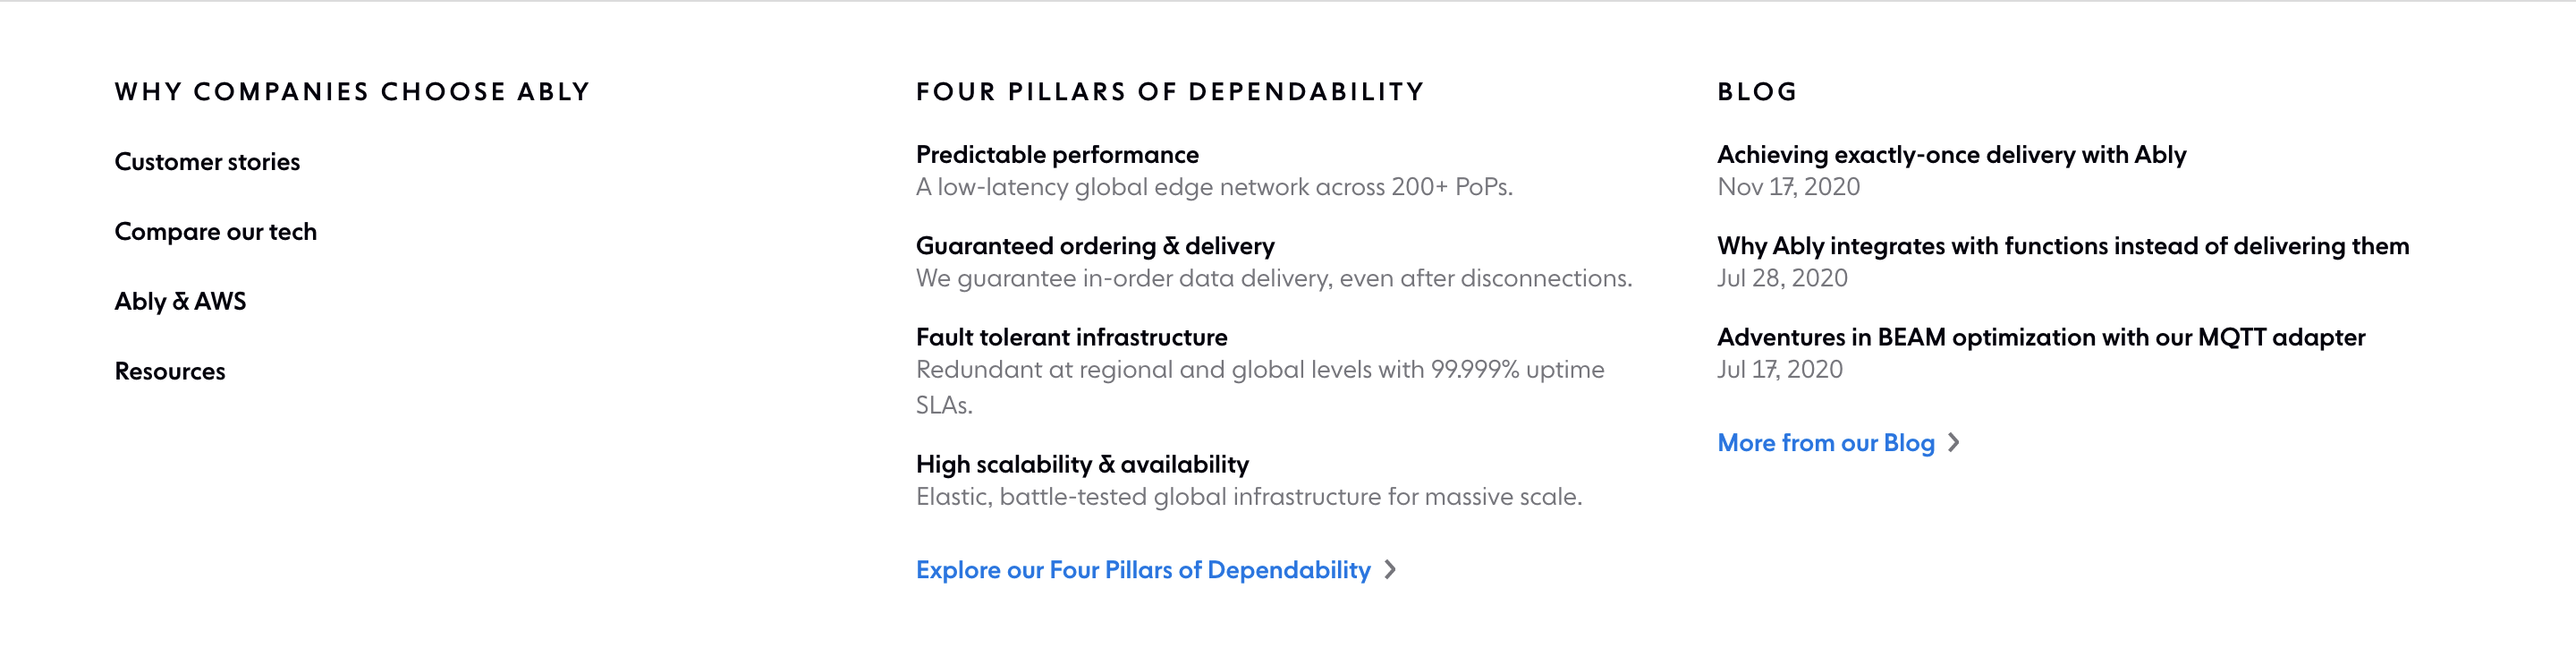 WHY COMPANIES CHOOSE ABLY
Customer stories
Compare our tech
Ably & AWS
Resources
FOUR PILLARS OF DEPENDABILITY
Predictable performance
A low-latency global edge network across 200+ PoPs.
Guaranteed ordering & delivery
We guarantee in-order data delivery, even after disconnections.
Fault tolerant infrastructure
Redundant at regional and global levels with 99.999% uptime
SLAs.
High scalability & availability
Elastic, battle-tested global infrastructure for massive scale.
Explore our Four Pillars of Dependability
BLOG
Achieving exactly-once delivery with Ably
Nov 17, 2020
Why Ably integrates with functions instead of delivering them
Jul 28, 2020
Adventures in BEAM optimization with our MQTT adapter
Jul 17, 2020
More from our Blog